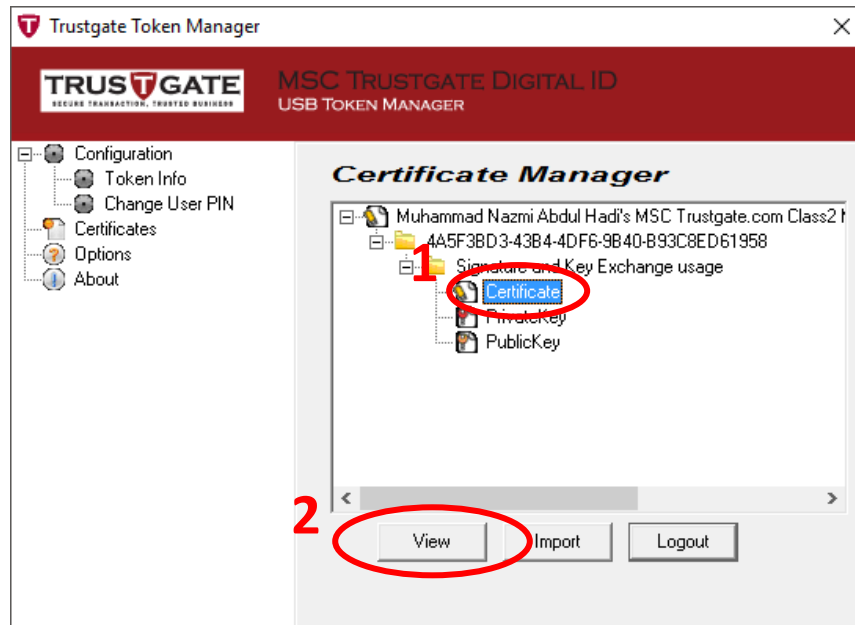 Trustgate Token Manager
TRUSTGATE
SECURE TRANSACTION, TRUSTED BUSINESS
MSC TRUSTGATE DIGITAL ID
USB TOKEN MANAGER
Configuration
Token Info
Change User PIN
Certificates
Options
About
Certificate Manager
Muhammad Nazmi Abdul Hadi's MSC Trustgate.com Class2
4A5F3BD3-43B4-4DF6-9B40-B93C8ED61958
1
Signature and Key Exchange usage
Certificate
PrivateKey
PublicKey
2
View
Import
Logout